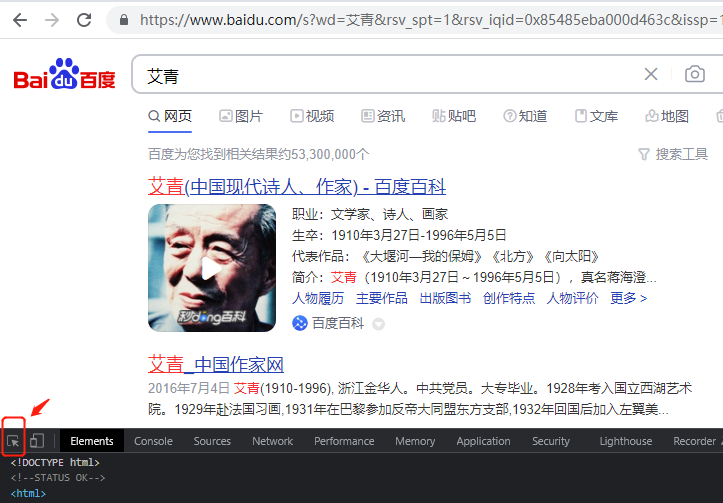 https://www.baidu.com/s?wd=艾青&rsv_spt=1&rsv_iqid=0x85485eba000d463c&issp=1
Bai du 百度 艾青
网页 图片 视频 资讯 贴吧 知道 文库 地图
百度为您找到相关结果约53,300,000个 搜索工具
艾青(中国现代诗人、作家) - 百度百科
职业：文学家、诗人、画家
生卒：1910年3月27日-1996年5月5日
代表作品：《大堰河—我的保姆》《北方》《向太阳》
简介：艾青（1910年3月27日～1996年5月5日），真名蒋海澄...
人物履历 主要作品 出版图书 创作特点 人物评价 更多 >
秒dong百科
百度百科
艾青_中国作家网
2016年7月4日 艾青(1910-1996), 浙江金华人。中共党员。大专毕业。1928年考入国立西湖艺术
院。1929年赴法国习画,1931年在巴黎参加反帝大同盟东方支部,1932年回国后加入左翼美...
Elements Console Sources Network Performance Memory Application Security Lighthouse Recorder
<!DOCTYPE html>
<!--STATUS OK-->
<html>